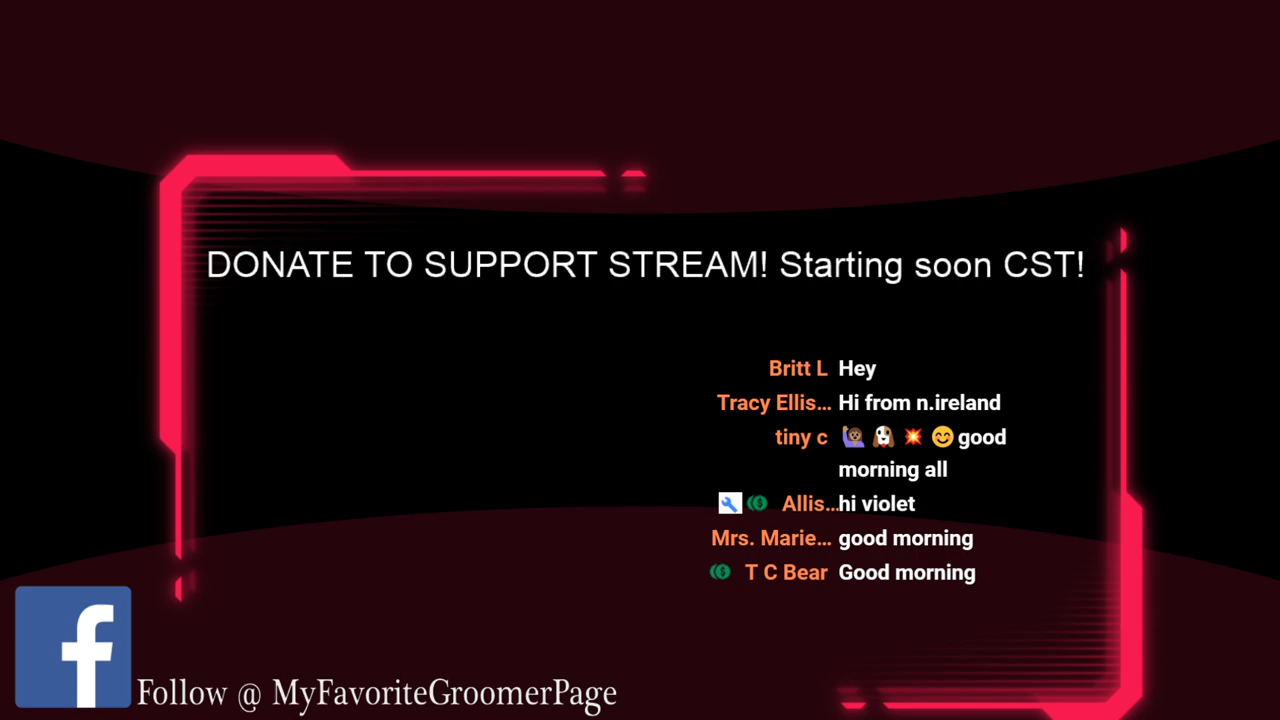 DONATE TO SUPPORT STREAM! Starting soon CST!
Britt L Hey
Tracy Ellis… Hi from n.ireland
tiny c 🙋🏽‍♀️ 🐶 💥 😊 good
morning all
Allis… hi violet
Mrs. Marie… good morning
T C Bear Good morning
f
Follow @ MyFavoriteGroomerPage